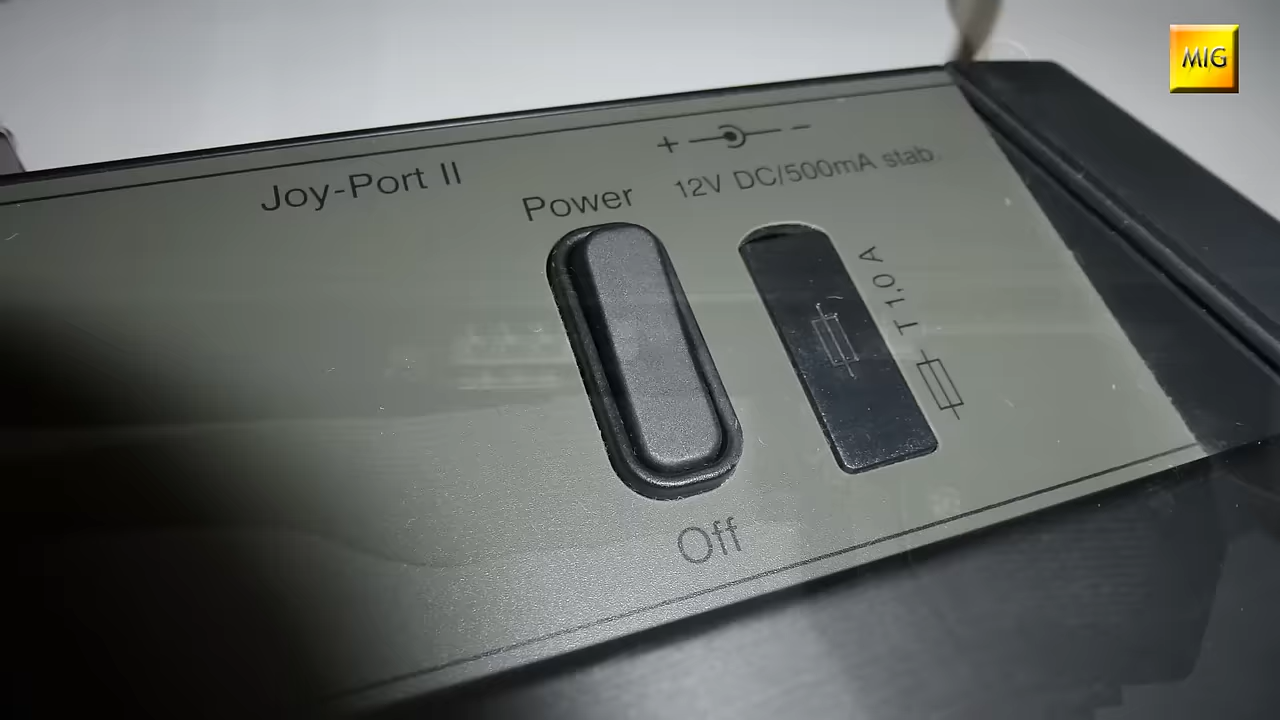 MIG
+ -
Joy-Port II
Power
12V DC/500mA stab.
T 1.0 A
Off